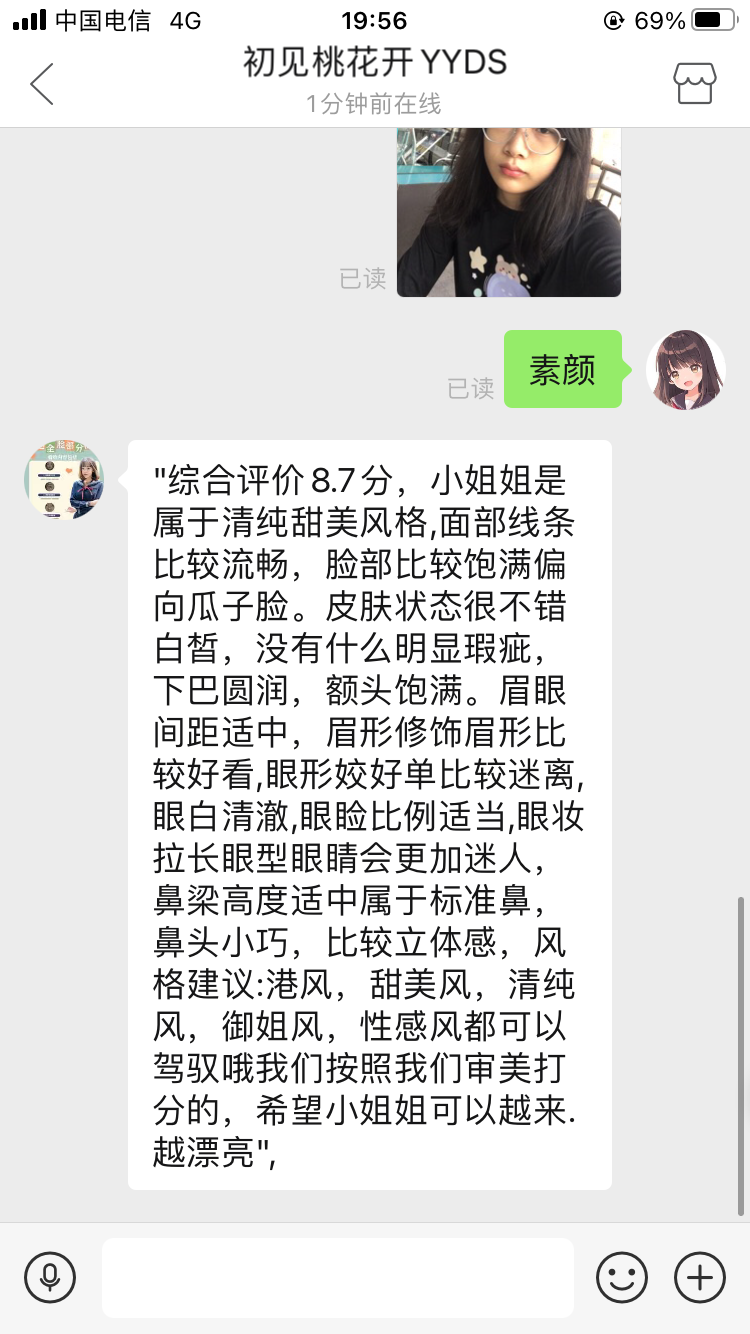 中国电信 4G 19:56 69%
初见桃花开YYDS
1分钟前在线
已读
素颜
已读
"综合评价8.7分，小姐姐是
属于清纯甜美风格,面部线条
比较流畅，脸部比较饱满偏
向瓜子脸。皮肤状态很不错
白皙，没有什么明显瑕疵，
下巴圆润，额头饱满。眉眼
间距适中，眉形修饰眉形比
较好看,眼形姣好单比较迷离,
眼白清澈,眼睑比例适当,眼妆
拉长眼型眼睛会更加迷人，
鼻梁高度适中属于标准鼻，
鼻头小巧，比较立体感，风
格建议:港风，甜美风，清纯
风，御姐风，性感风都可以
驾驭哦我们按照我们审美打
分的，希望小姐姐可以越来.
越漂亮",